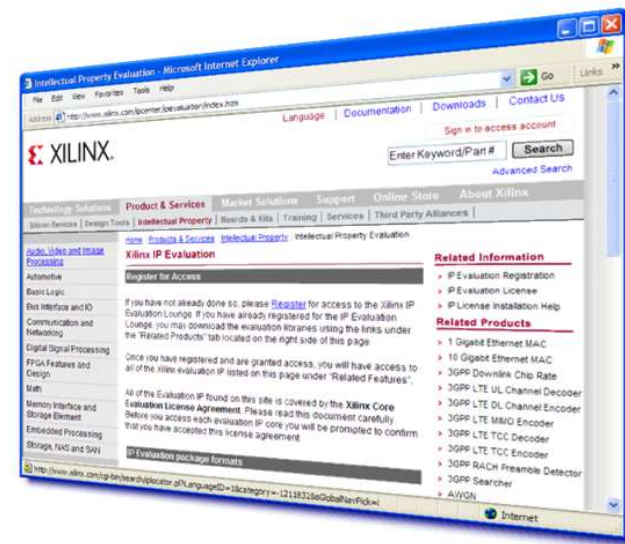 Intellectual Property Evaluation - Microsoft Internet Explorer
File Edit View Favorites Tools Help
Address http://www.xilinx.com/ipcenter/ipevaluation/index.htm Go Links »
Language | Documentation | Downloads | Contact Us
Sign in to access account
XILINX.
Enter Keyword/Part # Search
Advanced Search
Technology Solutions Product & Services Market Solutions Support Online Store About Xilinx
Silicon Devices | Design Tools | Intellectual Property | Boards & Kits | Training | Services | Third Party Alliances |
Audio, Video and Image Processing
Automotive
Basic Logic
Bus Interface and IO
Communication and
Networking
Digital Signal Processing
FPGA Features and
Design
Math
Memory Interface and
Storage Element
Embedded Processing
Storage, NAS and SAN
Home : Products & Services : Intellectual Property : Intellectual Property Evaluation
Xilinx IP Evaluation
Register for Access
If you have not already done so, please Register for access to the Xilinx IP
Evaluation Lounge. If you have already registered for the IP Evaluation
Lounge, you may download the evaluation libraries using the links under
the "Related Products" tab located on the right side of this page
Once you have registered and are granted access, you will have access to
all of the Xilinx evaluation IP listed on this page under "Related Features",
All of the Evaluation IP found on this site is covered by the Xilinx Core
Evaluation License Agreement. Please read this document carefully.
Before you access each evaluation IP core you will be prompted to confirm
that you have accepted this license agreement
IP Evaluation package formats
Related Information
IP Evaluation Registration
IP Evaluation License
IP License Installation Help
Related Products
1 Gigabit Ethernet MAC
10 Gigabit Ethernet MAC
3GPP Downlink Chip Rate
3GPP LTE UL Channel Decoder
3GPP LTE DL Channel Encoder
3GPP LTE MIMO Encoder
3GPP LTE TCC Decoder
3GPP LTE TCC Encoder
3GPP RACH Preamble Detector
3GPP Searcher
AWGN
Internet